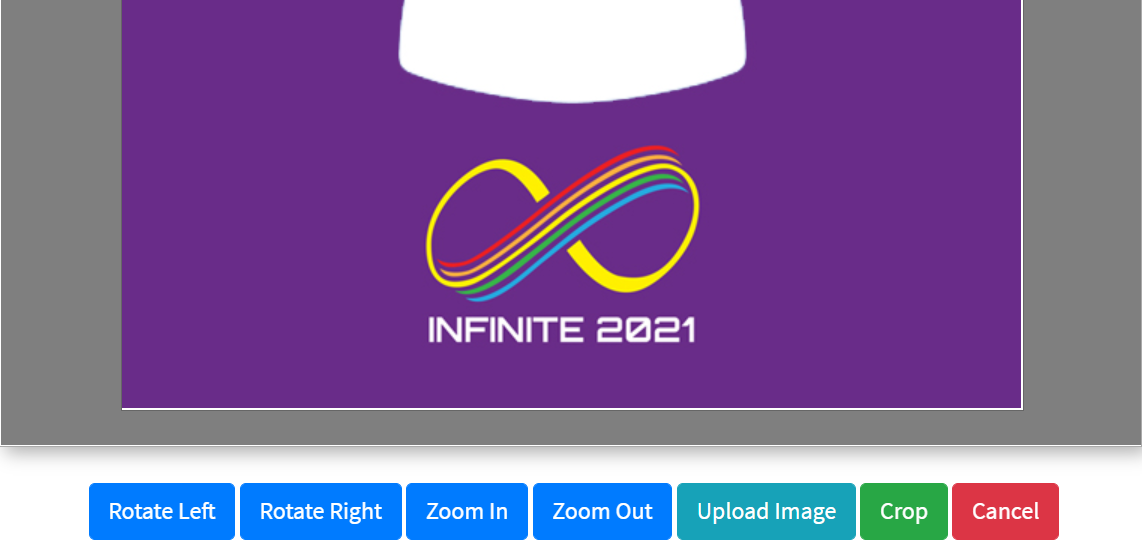 INFINITE 2021
Rotate Left Rotate Right Zoom In Zoom Out Upload Image Crop Cancel